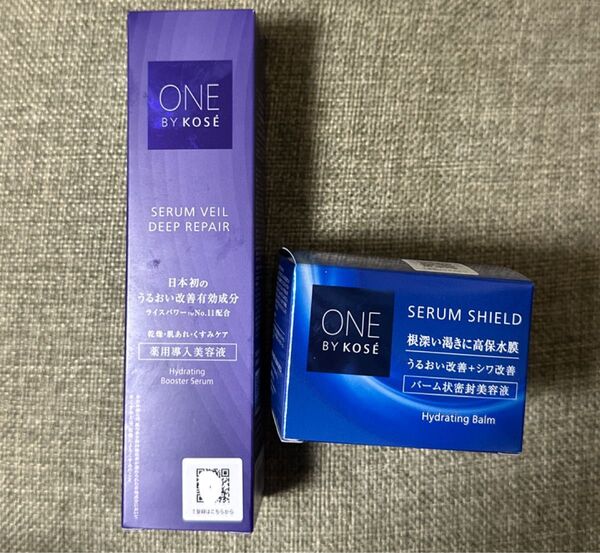 ONE
BY KOSÉ
SERUM VEIL
DEEP REPAIR
日本初の
うるおい改善有効成分
ライスパワー™No.11配合
乾燥・肌あれ・くすみケア
薬用導入美容液
Hydrating
Booster Serum
ONE
BY KOSÉ
SERUM SHIELD
根深い渇きに高保水膜
うるおい改善+シワ改善
バーム状密封美容液
Hydrating Balm